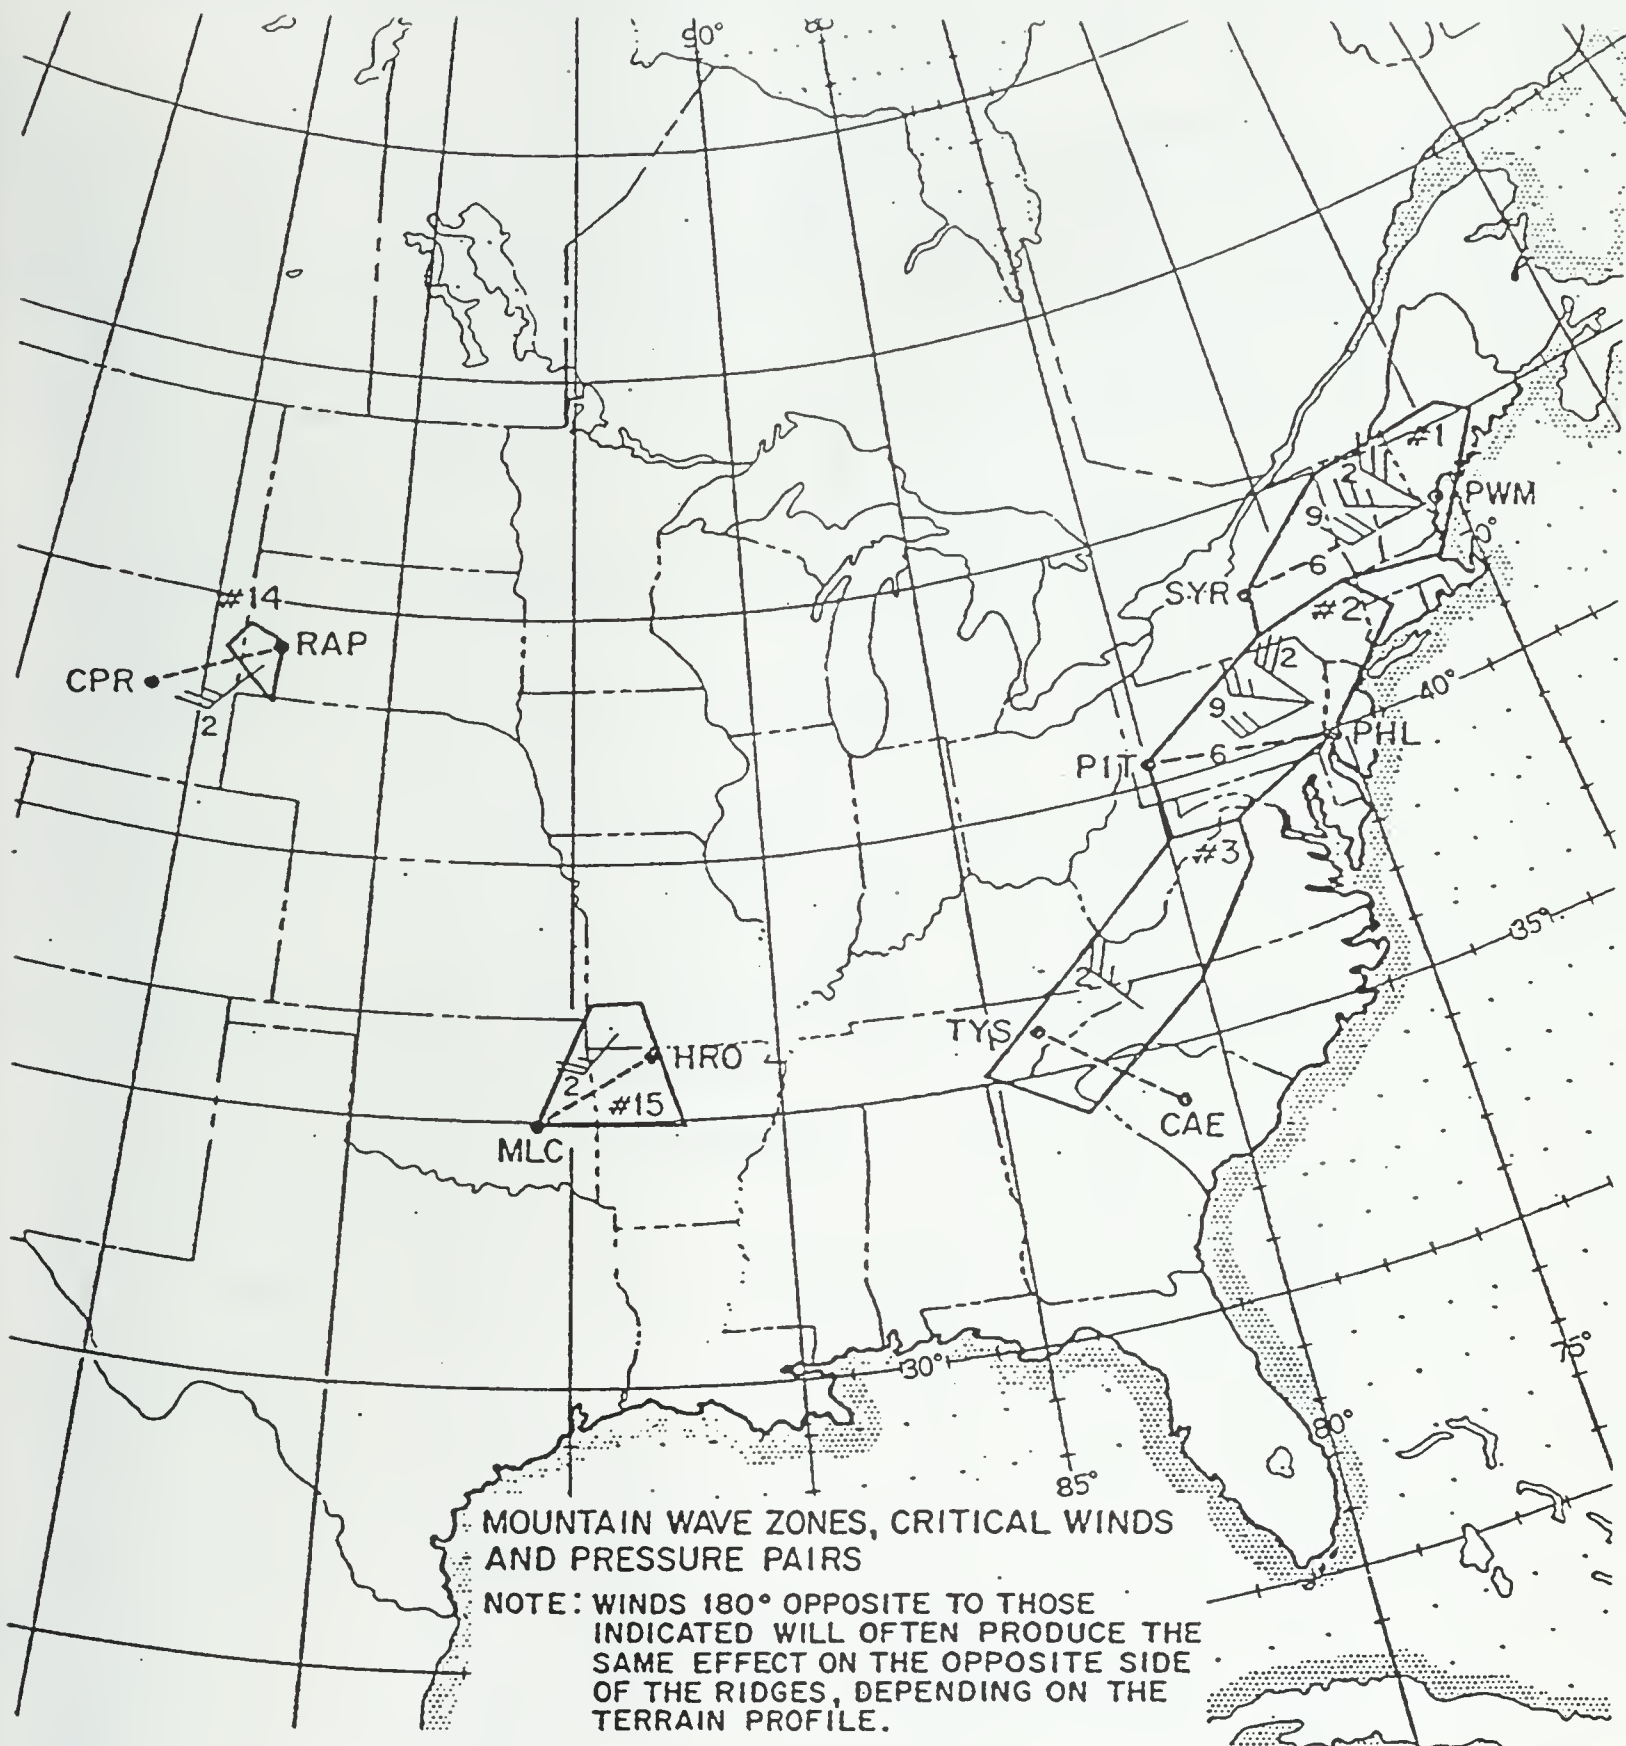 90°
#1
2
PWM
9
6
SYR
#2
#14
RAP
CPR
2
2
9
40°
PHL
PIT
6
#3
35°
2
TYS
HRO
2
#15
CAE
MLC
30°
75°
80°
85°
MOUNTAIN WAVE ZONES, CRITICAL WINDS
AND PRESSURE PAIRS
NOTE: WINDS 180° OPPOSITE TO THOSE
INDICATED WILL OFTEN PRODUCE THE
SAME EFFECT ON THE OPPOSITE SIDE
OF THE RIDGES, DEPENDING ON THE
TERRAIN PROFILE.